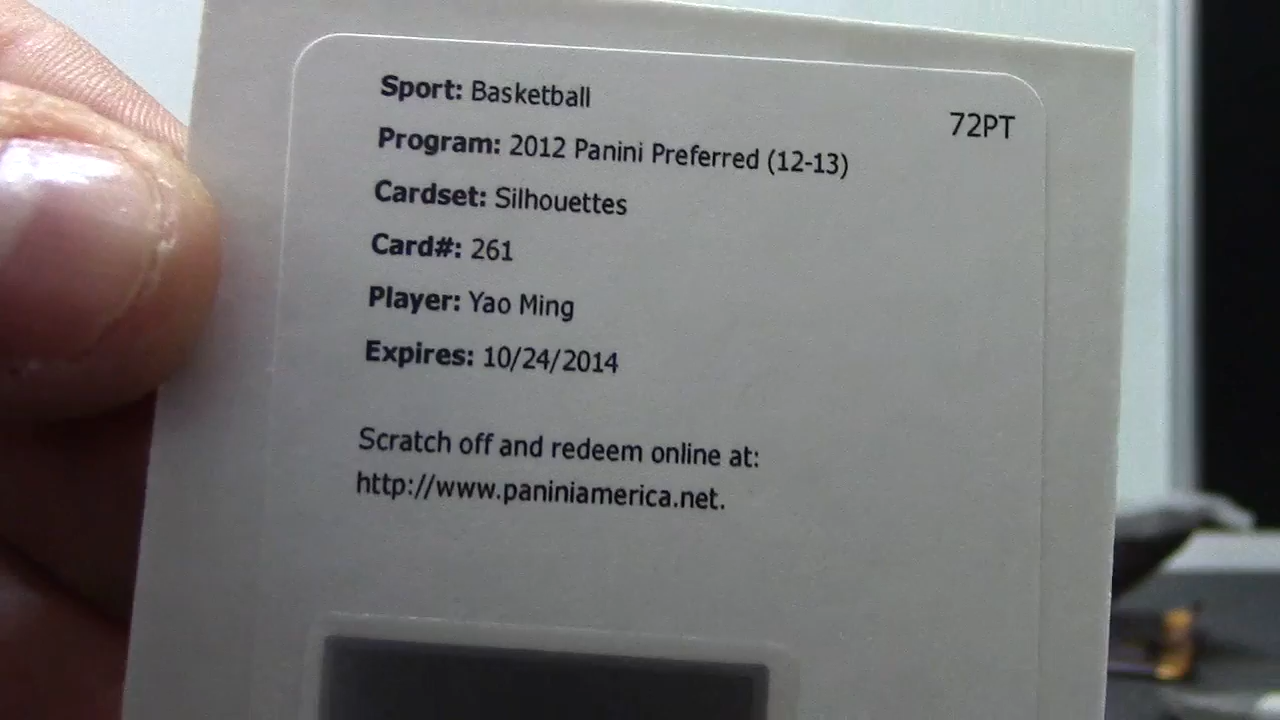 Sport: Basketball
72PT
Program: 2012 Panini Preferred (12-13)
Cardset: Silhouettes
Card#: 261
Player: Yao Ming
Expires: 10/24/2014
Scratch off and redeem online at:
http://www.paniniamerica.net.